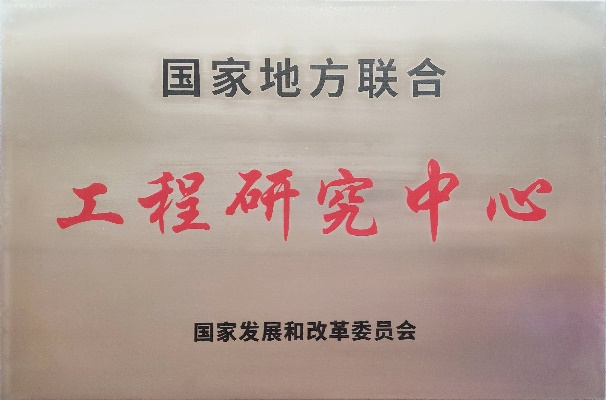 国家地方联合
工程研究中心
国家发展和改革委员会